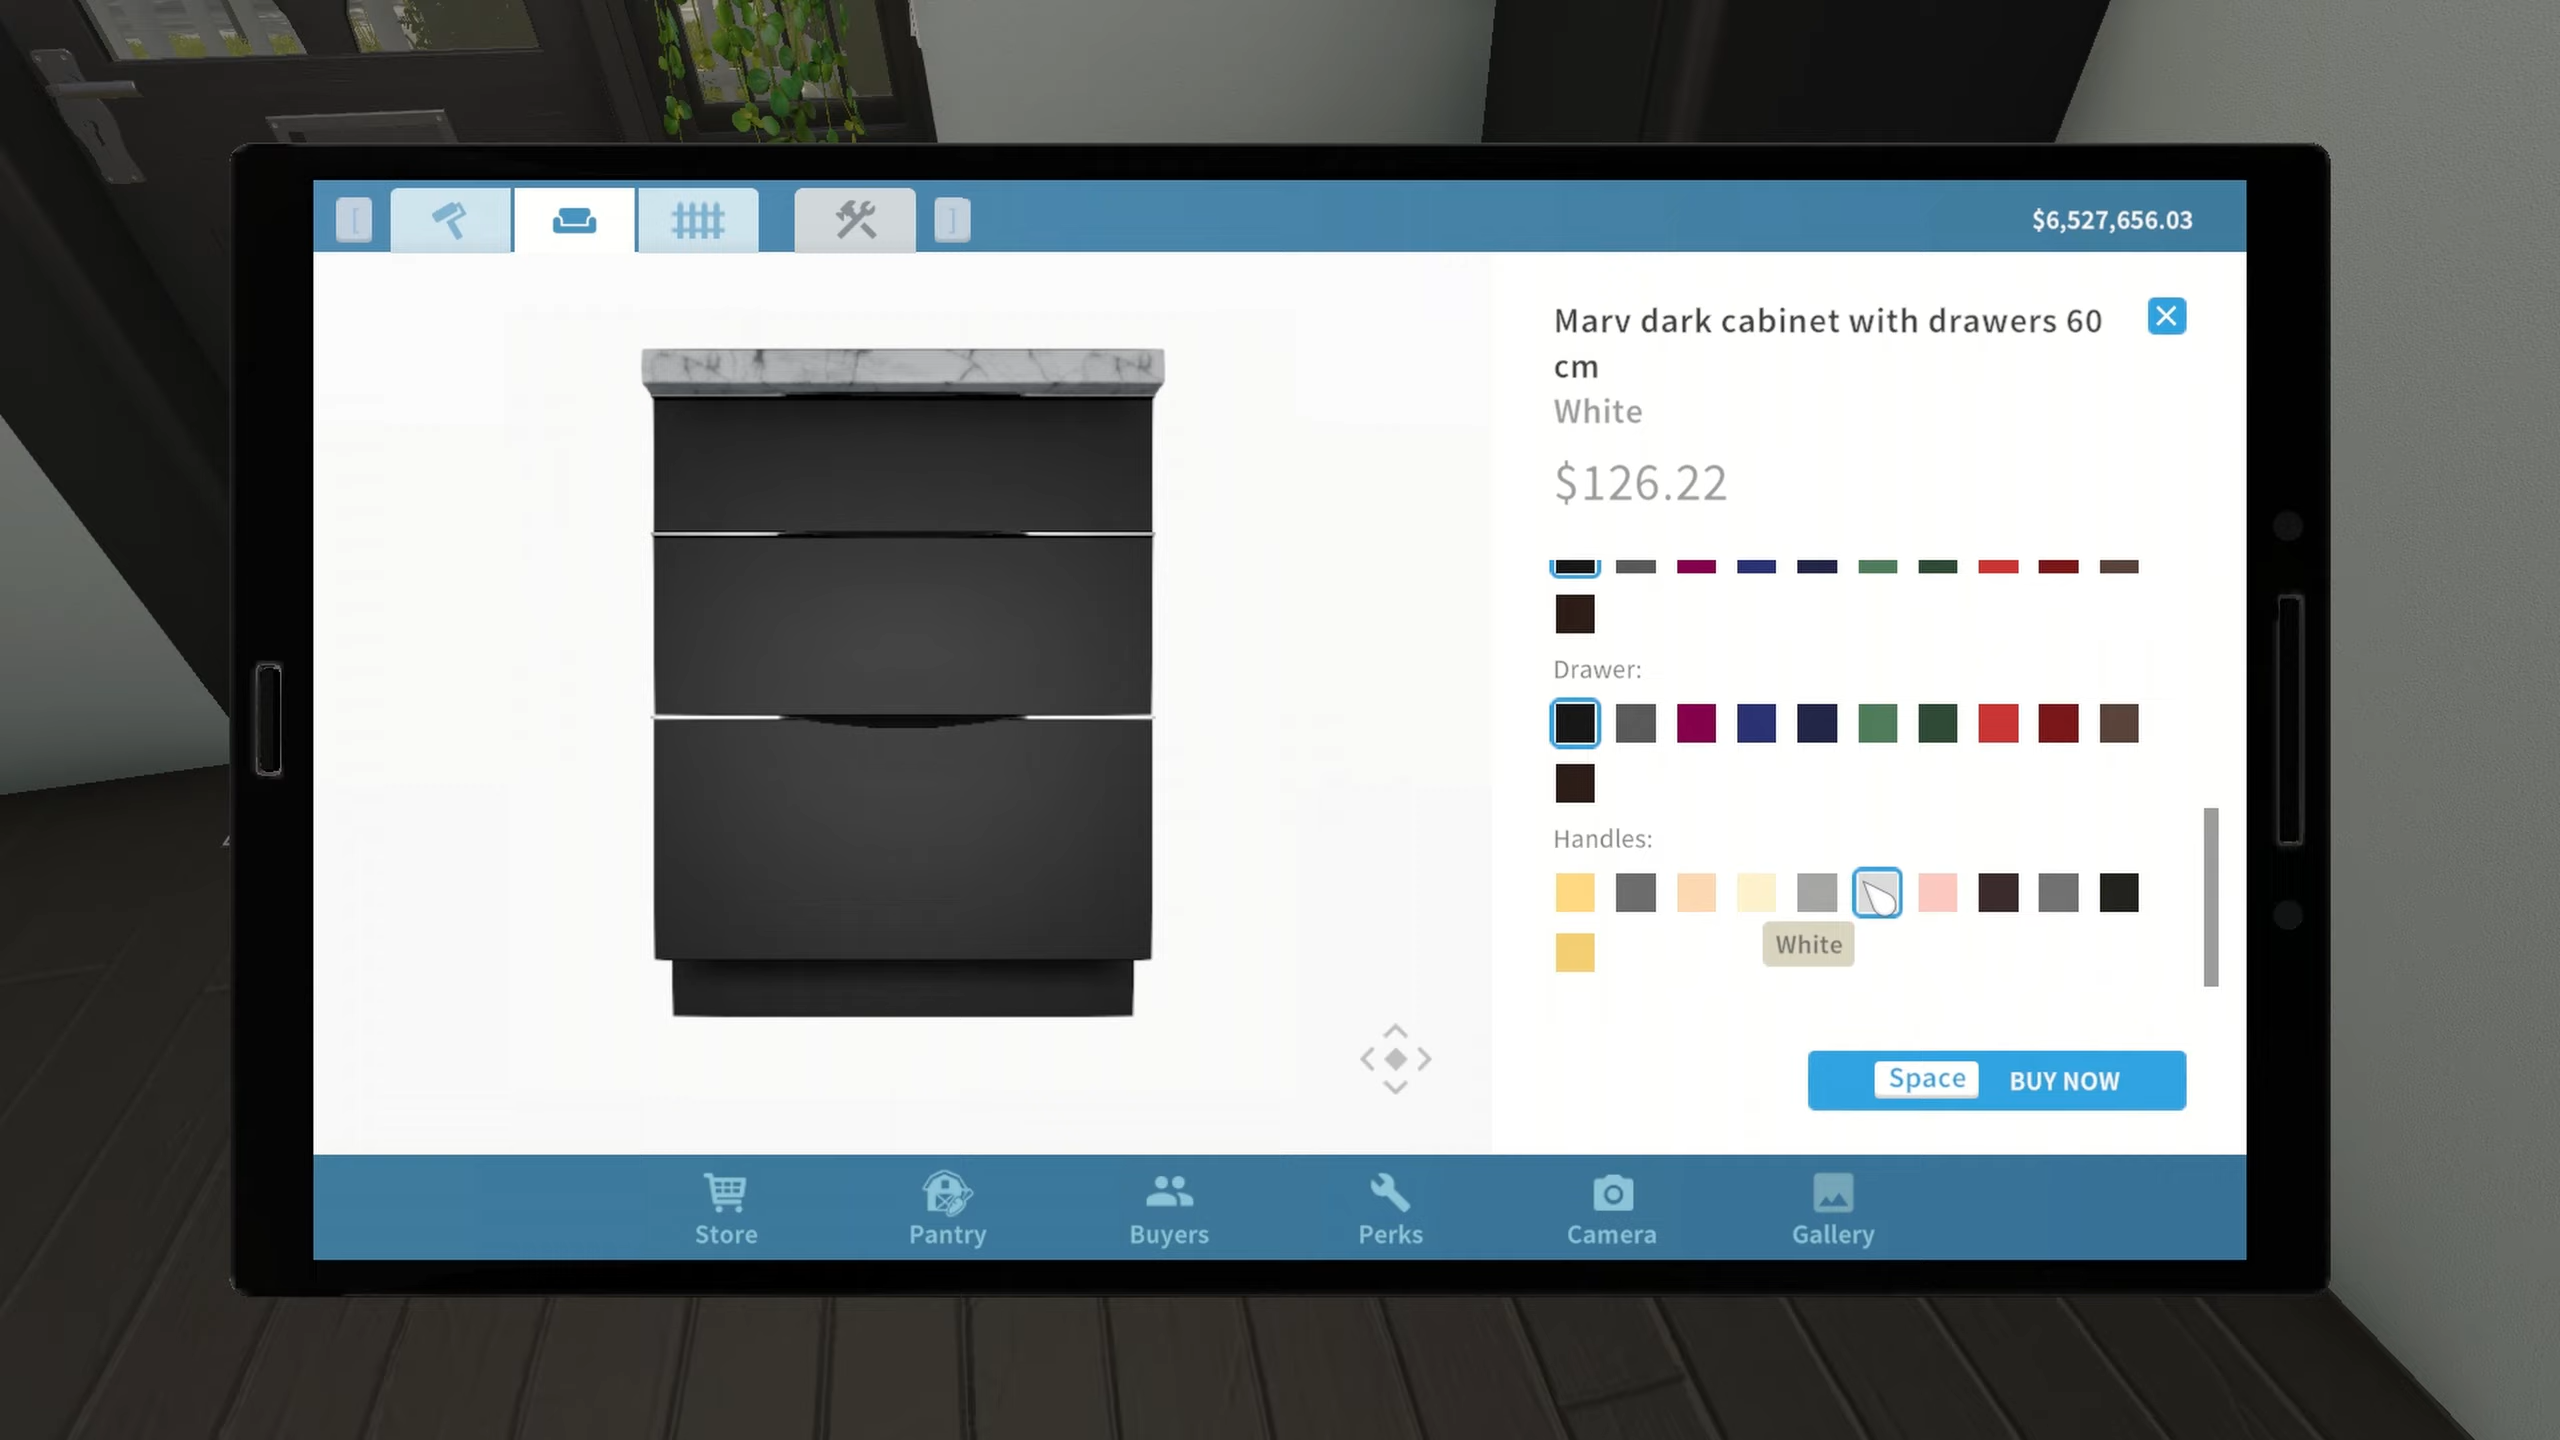 [
]
$6,527,656.03
Marv dark cabinet with drawers 60
cm
White
$126.22
Drawer:
Handles:
White
Space BUY NOW
Store
Pantry
Buyers
Perks
Camera
Gallery